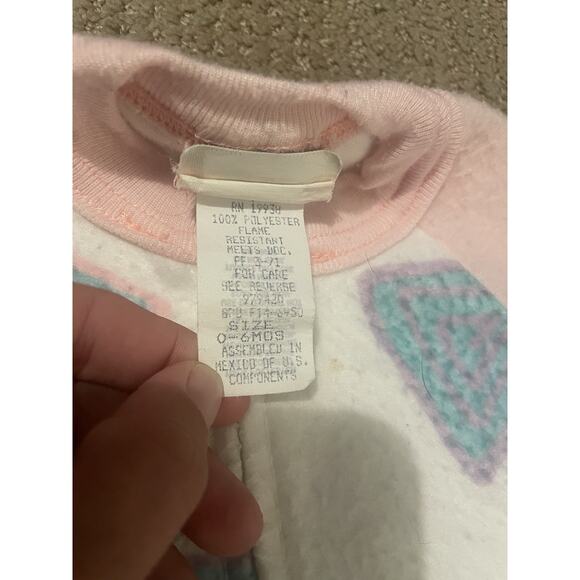 RN 19938
100% POLYESTER
FLAME
RESISTANT
MEETS DOC.
FF 3-71
FOR CARE
SEE REVERSE
979420
SIZE
0-6MOS
ASSEMBLED IN
MEXICO OF U.S.
COMPONENTS